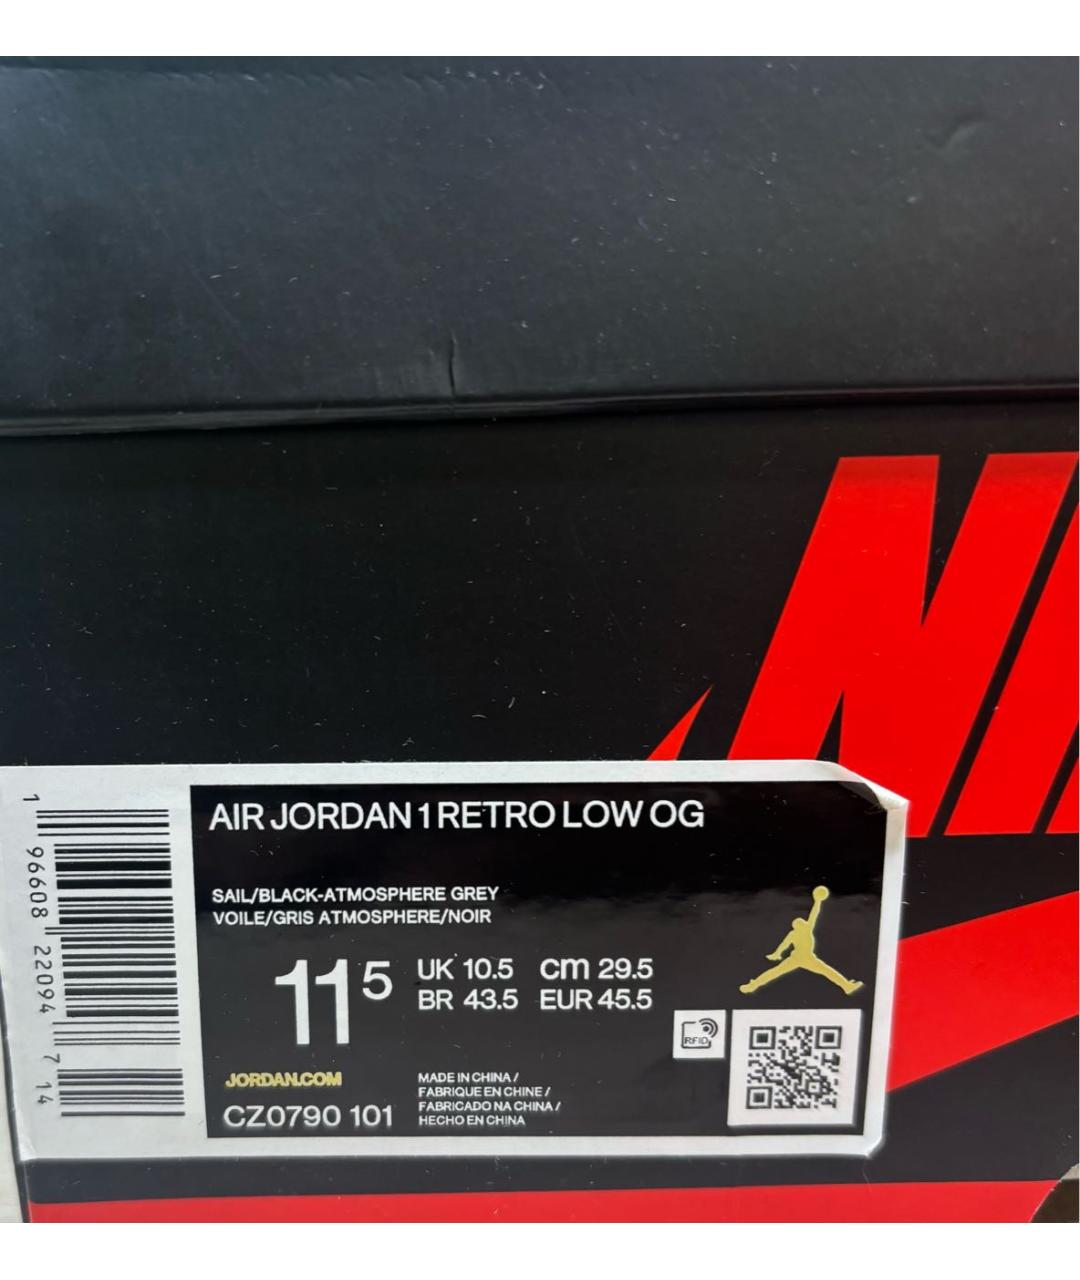 AIR JORDAN 1 RETRO LOW OG
SAIL/BLACK-ATMOSPHERE GREY
VOILE/GRIS ATMOSPHERE/NOIR
11 5
UK 10.5 cm 29.5
BR 43.5 EUR 45.5
RFID
JORDAN.COM
CZ0790 101
MADE IN CHINA /
FABRIQUE EN CHINE /
FABRICADO NA CHINA /
HECHO EN CHINA
1 96608 22094 7 14